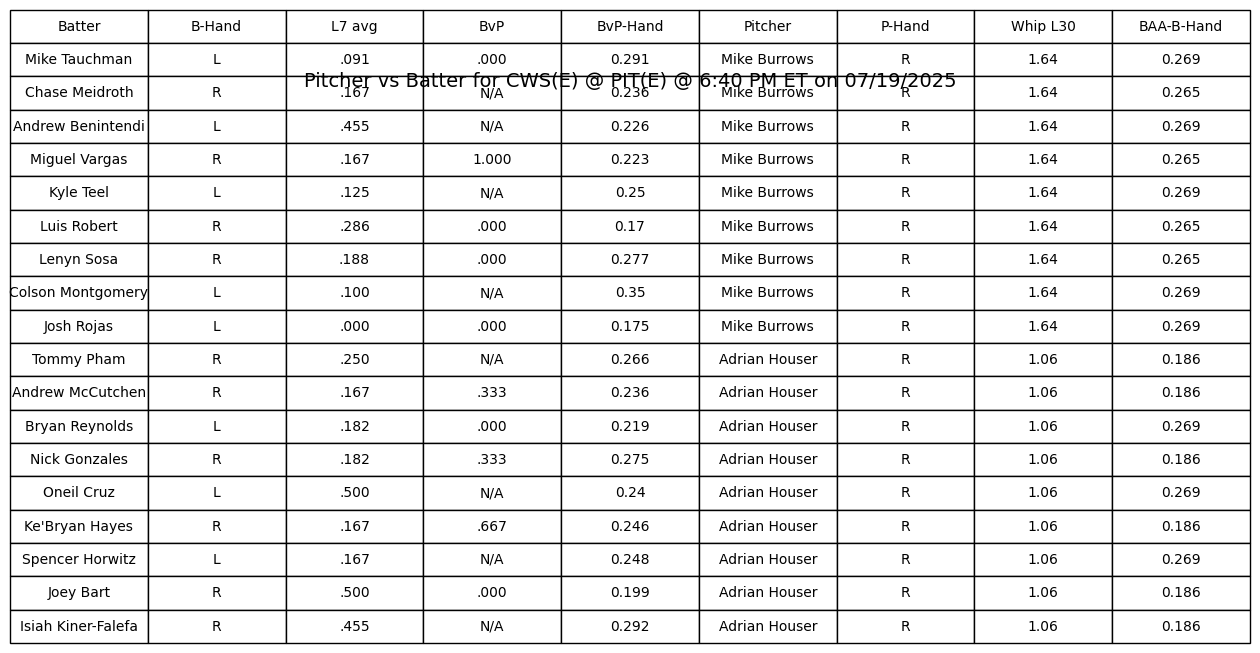 Batter B-Hand L7 avg BvP BvP-Hand Pitcher P-Hand Whip L30 BAA-B-Hand
Mike Tauchman L .091 .000 0.291 Mike Burrows R 1.64 0.269
Pitcher vs Batter for CWS(E) @ PIT(E) @ 6:40 PM ET on 07/19/2025
Chase Meidroth R .167 N/A 0.236 Mike Burrows R 1.64 0.265
Andrew Benintendi L .455 N/A 0.226 Mike Burrows R 1.64 0.269
Miguel Vargas R .167 1.000 0.223 Mike Burrows R 1.64 0.265
Kyle Teel L .125 N/A 0.25 Mike Burrows R 1.64 0.269
Luis Robert R .286 .000 0.17 Mike Burrows R 1.64 0.265
Lenyn Sosa R .188 .000 0.277 Mike Burrows R 1.64 0.265
Colson Montgomery L .100 N/A 0.35 Mike Burrows R 1.64 0.269
Josh Rojas L .000 .000 0.175 Mike Burrows R 1.64 0.269
Tommy Pham R .250 N/A 0.266 Adrian Houser R 1.06 0.186
Andrew McCutchen R .167 .333 0.236 Adrian Houser R 1.06 0.186
Bryan Reynolds L .182 .000 0.219 Adrian Houser R 1.06 0.269
Nick Gonzales R .182 .333 0.275 Adrian Houser R 1.06 0.186
Oneil Cruz L .500 N/A 0.24 Adrian Houser R 1.06 0.269
Ke'Bryan Hayes R .167 .667 0.246 Adrian Houser R 1.06 0.186
Spencer Horwitz L .167 N/A 0.248 Adrian Houser R 1.06 0.269
Joey Bart R .500 .000 0.199 Adrian Houser R 1.06 0.186
Isiah Kiner-Falefa R .455 N/A 0.292 Adrian Houser R 1.06 0.186